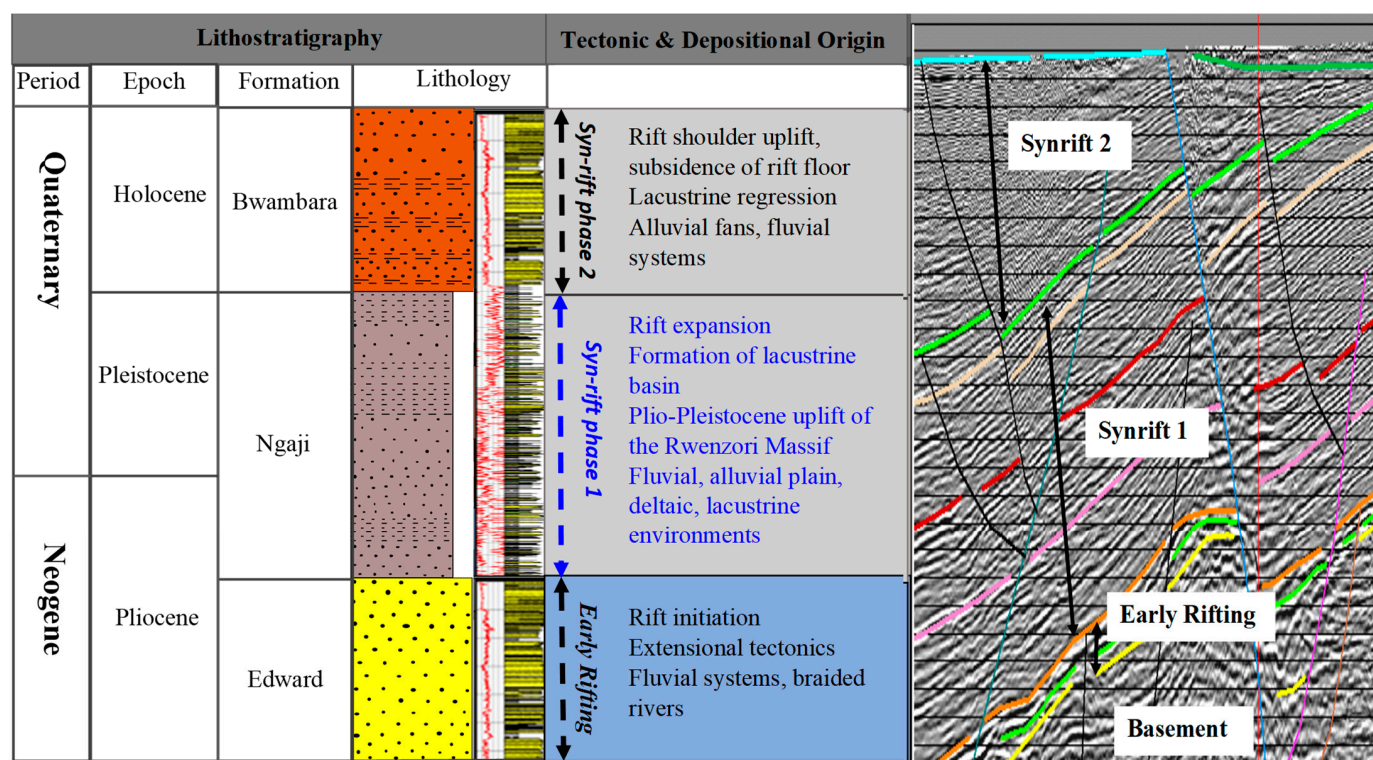 Lithostratigraphy
Tectonic & Depositional Origin
Period
Epoch
Formation
Lithology
Quaternary
Neogene
Holocene
Pleistocene
Pliocene
Bwambara
Ngaji
Edward
Syn-rift phase 2
Rift shoulder uplift,
subsidence of rift floor
Lacustrine regression
Alluvial fans, fluvial
systems
Syn-rift phase 1
Rift expansion
Formation of lacustrine
basin
Plio-Pleistocene uplift of
the Rwenzori Massif
Fluvial, alluvial plain,
deltaic, lacustrine
environments
Early Rifting
Rift initiation
Extensional tectonics
Fluvial systems, braided
rivers
Synrift 2
Synrift 1
Early Rifting
Basement